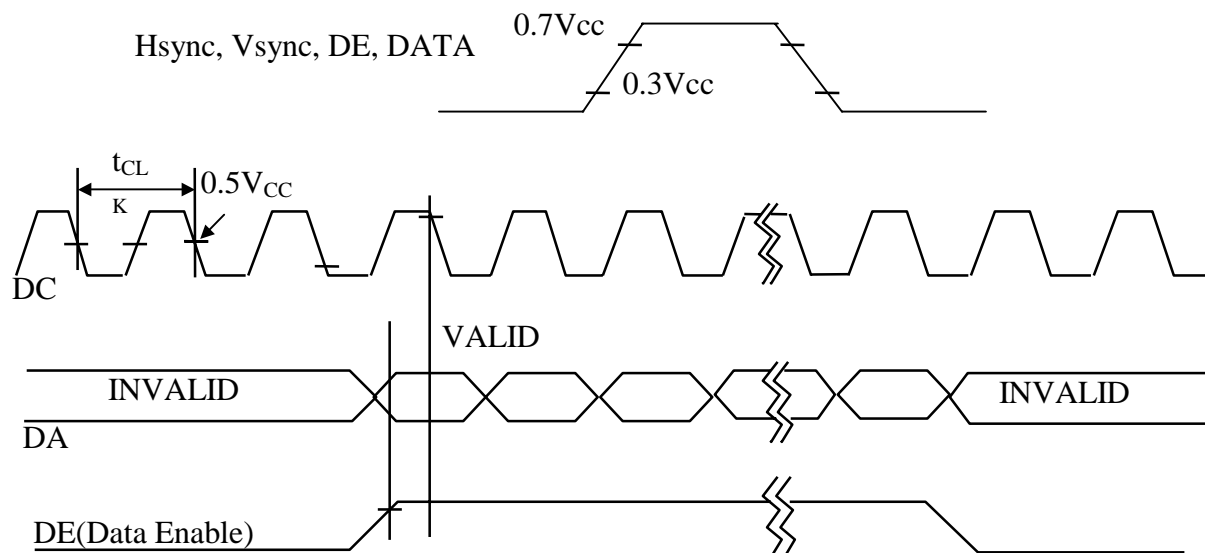 0.7Vcc
Hsync, Vsync, DE, DATA
0.3Vcc
tCL
K
0.5VCC
DC
VALID
INVALID
INVALID
DA
DE(Data Enable)